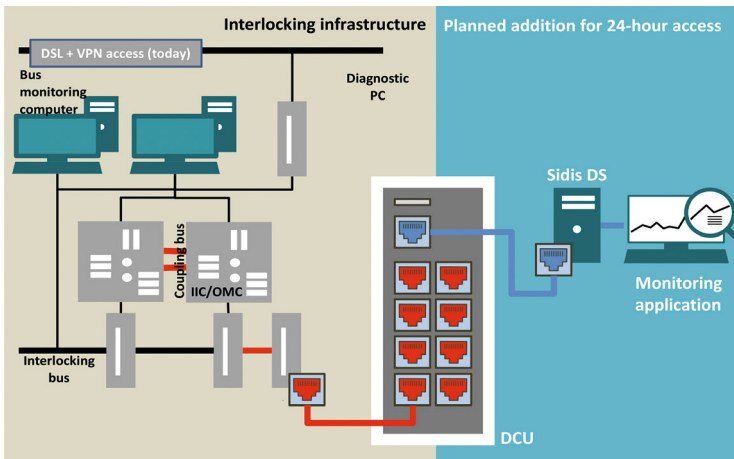 Interlocking infrastructure
Planned addition for 24-hour access
DSL + VPN access (today)
Bus
monitoring
computer
Diagnostic
PC
Sidis DS
Coupling bus
IIC/OMC
Monitoring
application
Interlocking
bus
DCU